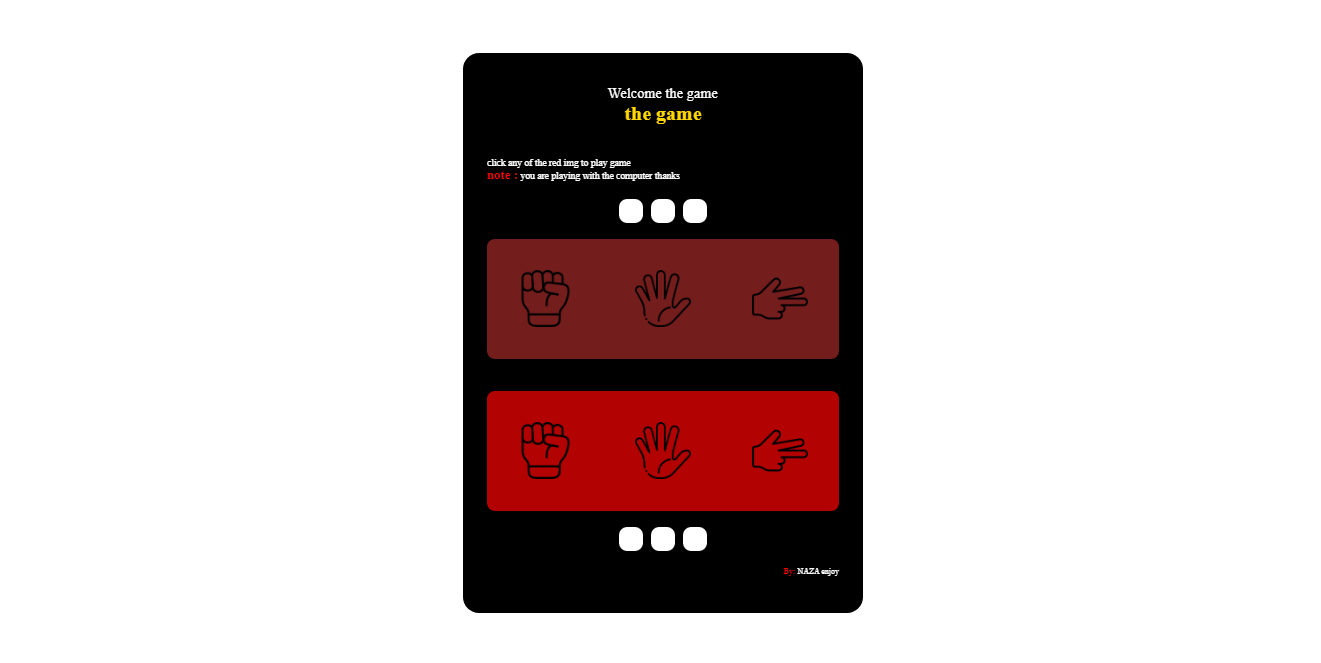 Welcome the game
the game
click any of the red img to play game
note : you are playing with the computer thanks
By: NAZA enjoy